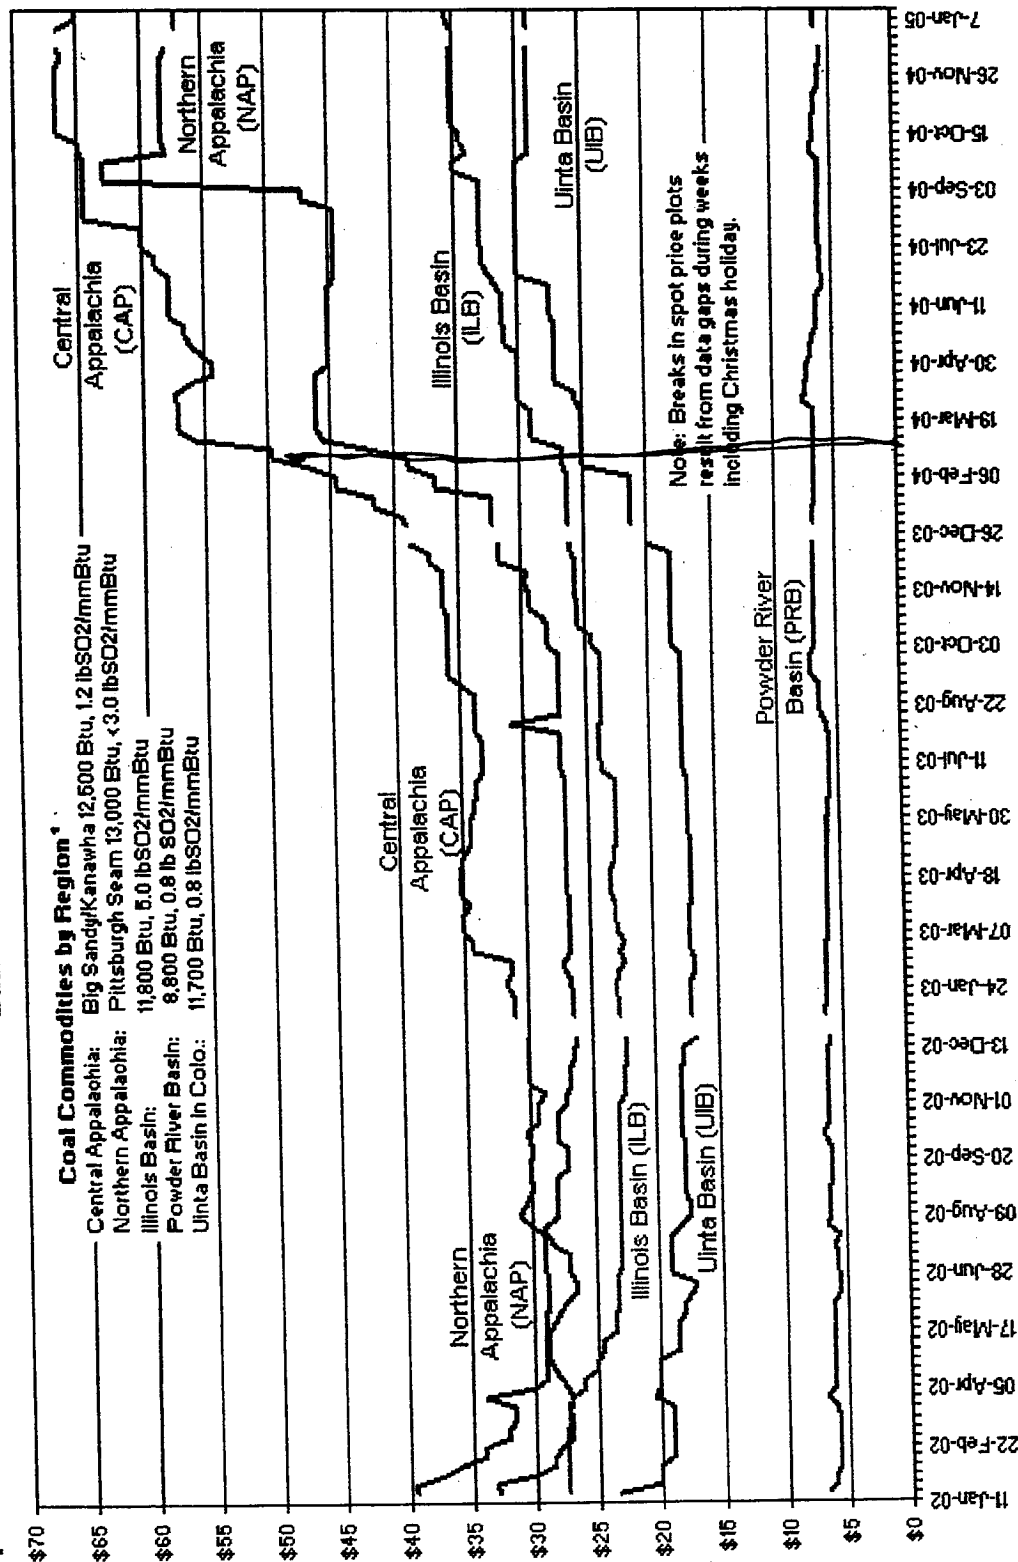 $70
$65
$60
$55
$50
$45
$40
$35
$30
$25
$20
$15
$10
$5
$0
Coal Commodities by Region*
Central Appalachia: Big Sandy/Kanawha 12,500 Btu, 1.2 lbSO2/mmBtu
Northern Appalachia: Pittsburgh Seam 13,000 Btu, <3.0 lbSO2/mmBtu
Illinois Basin: 11,800 Btu, 5.0 lbSO2/mmBtu
Powder River Basin: 8,800 Btu, 0.8 lb SO2/mmBtu
Uinta Basin in Colo.: 11,700 Btu, 0.8 lbSO2/mmBtu
Central
Appalachia
(CAP)
Northern
Appalachia
(NAP)
Northern
Appalachia
(NAP)
Central
Appalachia
(CAP)
Illinois Basin
(ILB)
Uinta Basin
(UIB)
Illinois Basin (ILB)
Uinta Basin (UIB)
Note: Breaks in spot price plots
result from data gaps during weeks
including Christmas holiday.
Powder River
Basin (PRB)
11-Jan-02
22-Feb-02
05-Apr-02
17-May-02
28-Jun-02
09-Aug-02
20-Sep-02
01-Nov-02
13-Dec-02
24-Jan-03
07-Mar-03
18-Apr-03
30-May-03
11-Jul-03
22-Aug-03
03-Oct-03
14-Nov-03
26-Dec-03
06-Feb-04
19-Mar-04
30-Apr-04
11-Jun-04
23-Jul-04
03-Sep-04
15-Oct-04
26-Nov-04
7-Jan-05